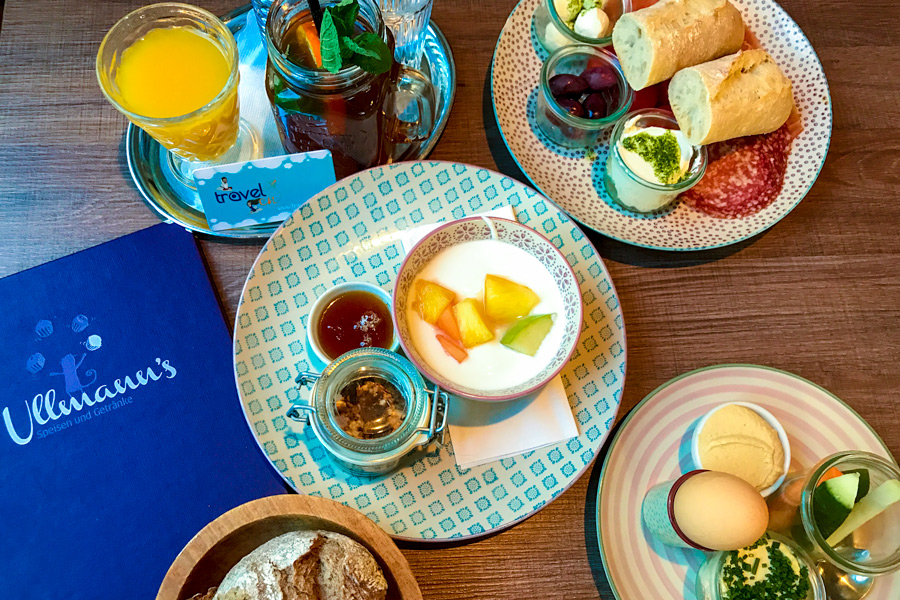 travel
Ullmann's
Speisen und Getränke